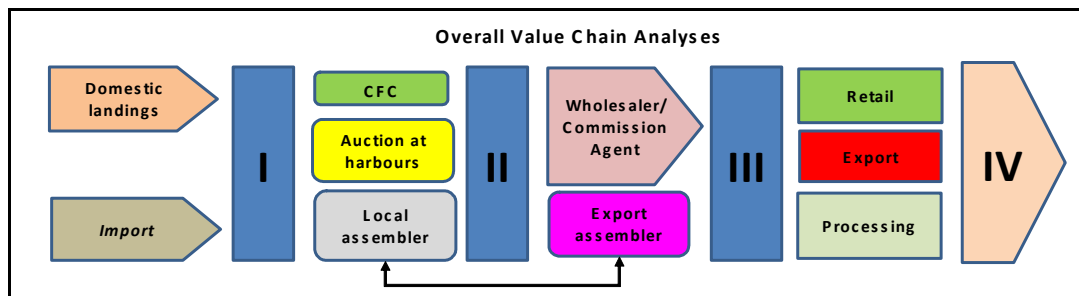 Overall Value Chain Analyses
Domestic
landings
Import
I
CFC
Auction at
harbours
Local
assembler
II
Wholesaler/
Commission
Agent
Export
assembler
III
Retail
Export
Processing
IV